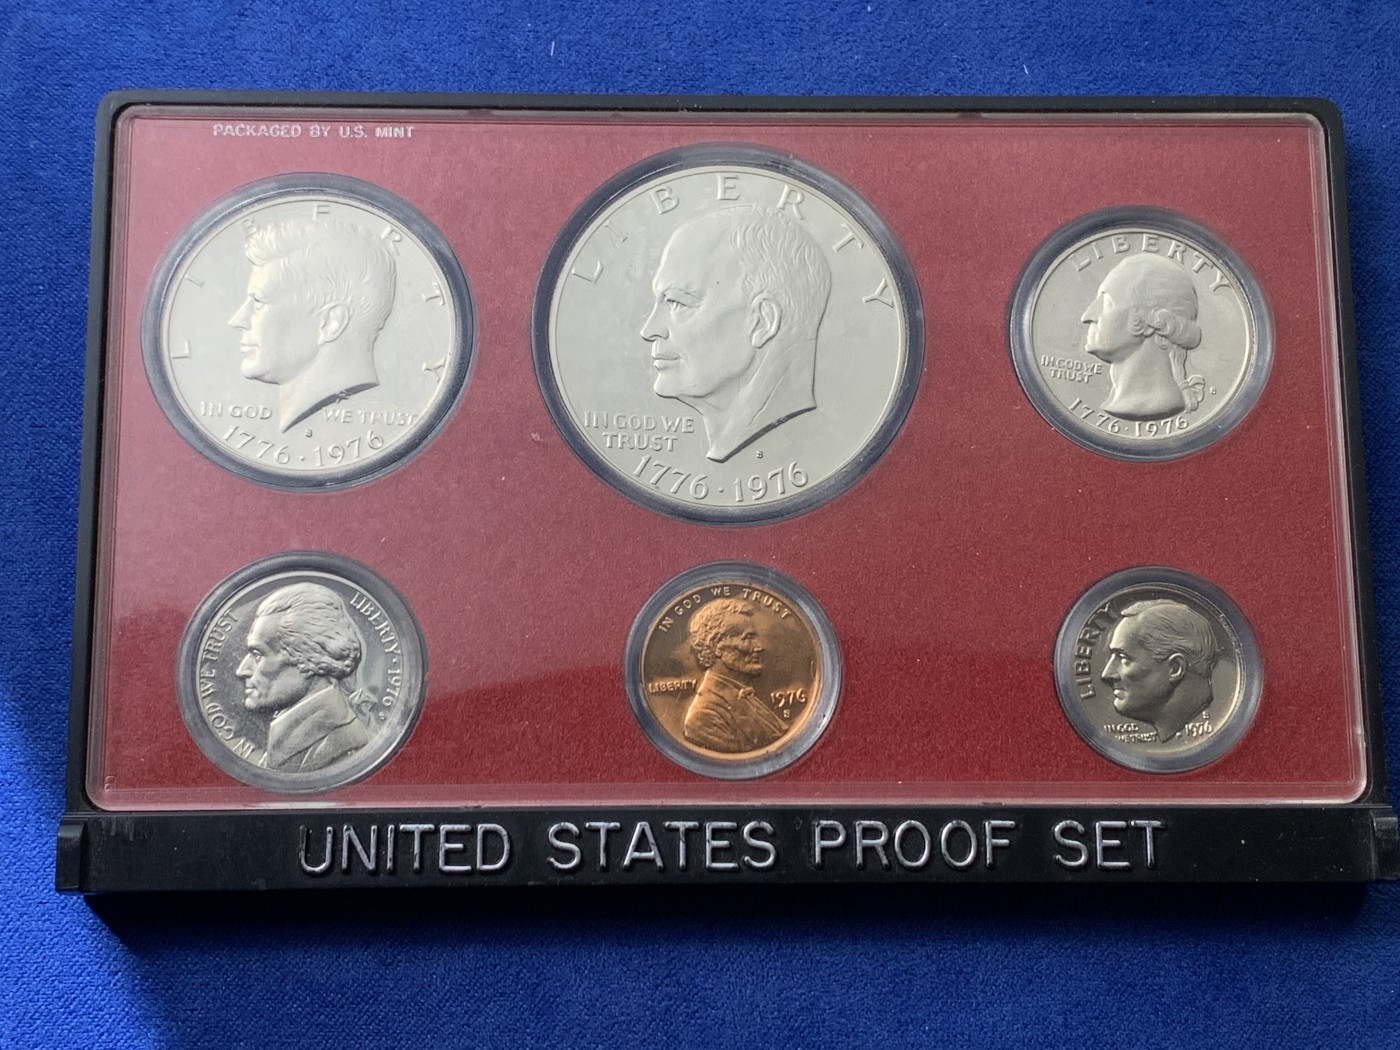 PACKAGED BY U.S. MINT
LIBERTY
IN GOD WE TRUST
S
1776·1976
LIBERTY
IN GOD WE
TRUST
S
1776·1976
LIBERTY
IN GOD WE
TRUST
S
1776·1976
IN GOD WE TRUST
LIBERTY·1976
S
IN GOD WE TRUST
LIBERTY
1976
S
LIBERTY
IN GOD
WE TRUST
S
1976
UNITED STATES PROOF SET